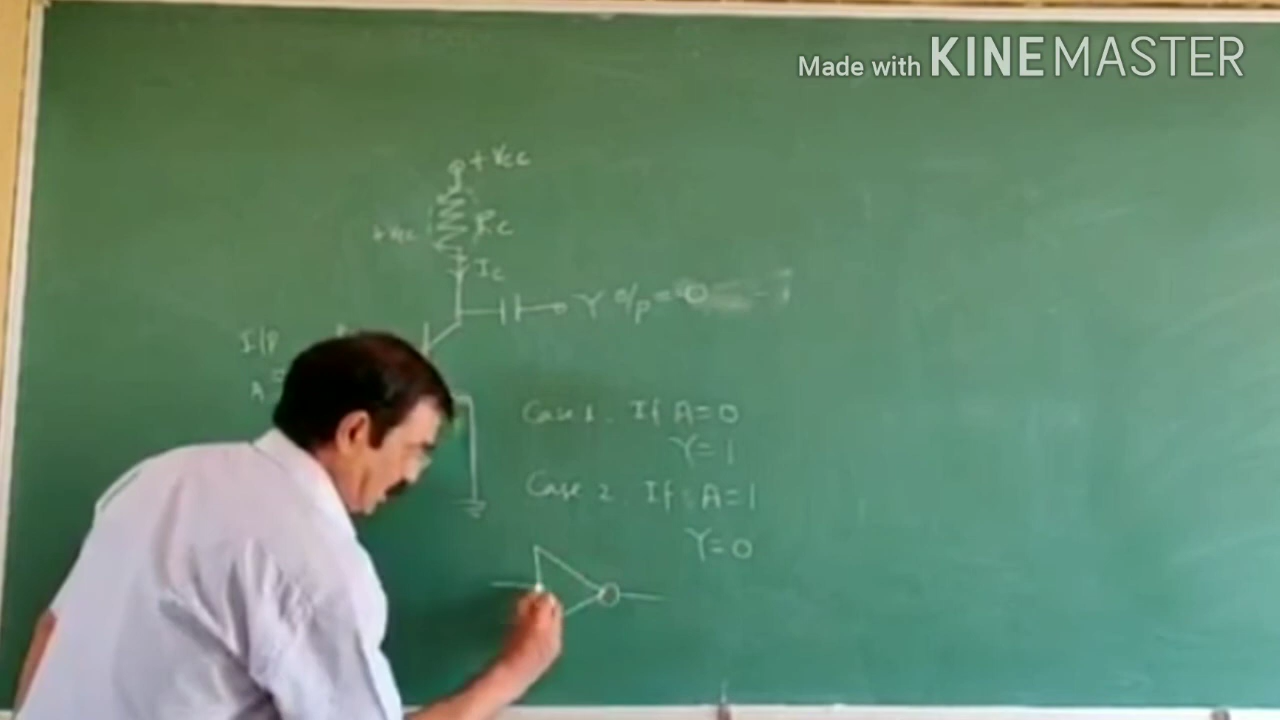 Made with KINEMASTER
+Vcc
+Vcc Rc
Ic
Y o/p = 0
I/P
A =
Case 1. If A = 0
Y = 1
Case 2. If A = 1
Y = 0